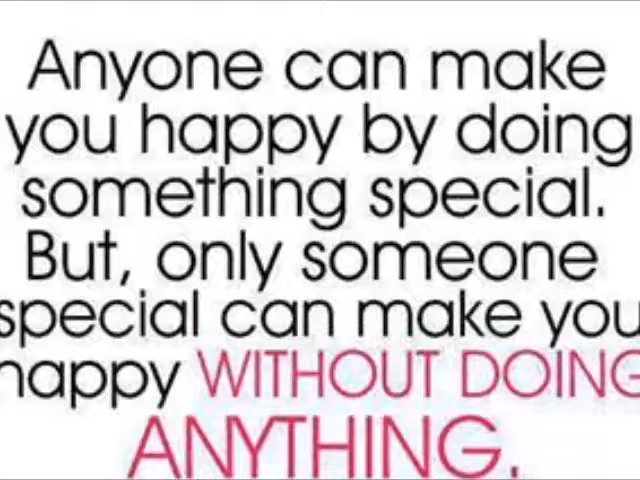 Anyone can make
you happy by doing
something special.
But, only someone
special can make you
happy WITHOUT DOING
ANYTHING.